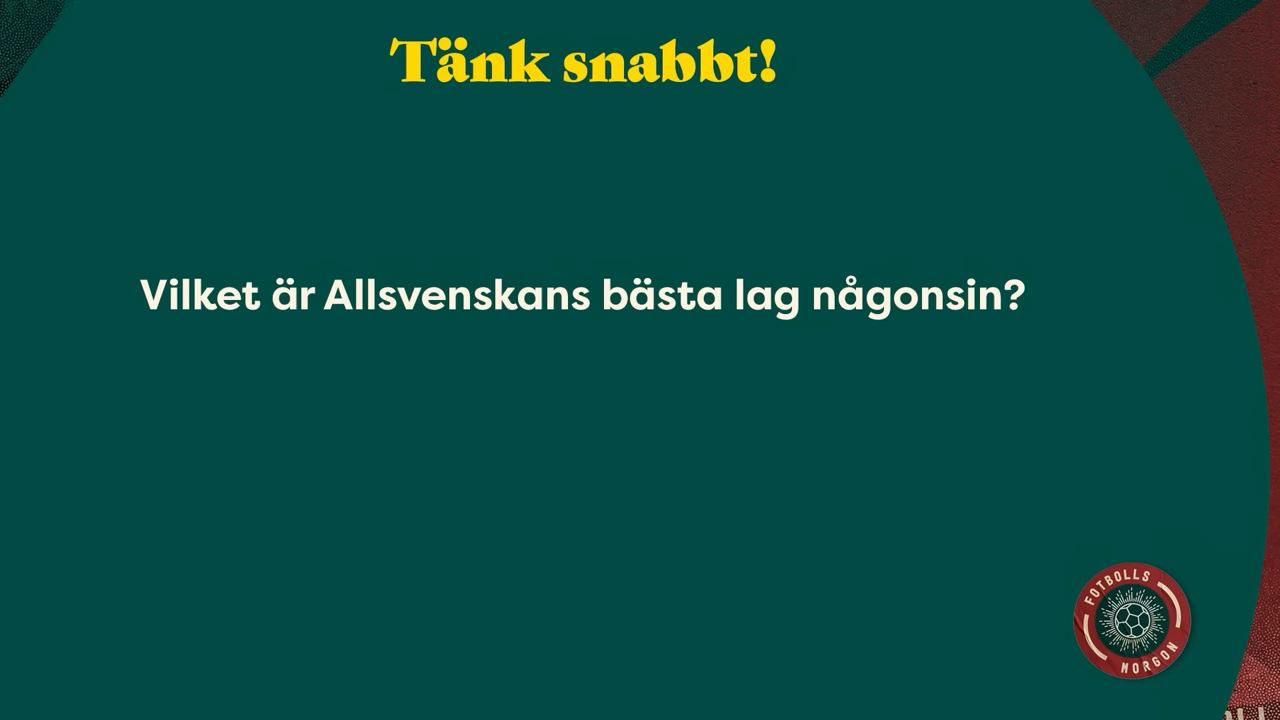 Tänk snabbt!
Vilket är Allsvenskans bästa lag någonsin?
FOTBOLLS
MORGON